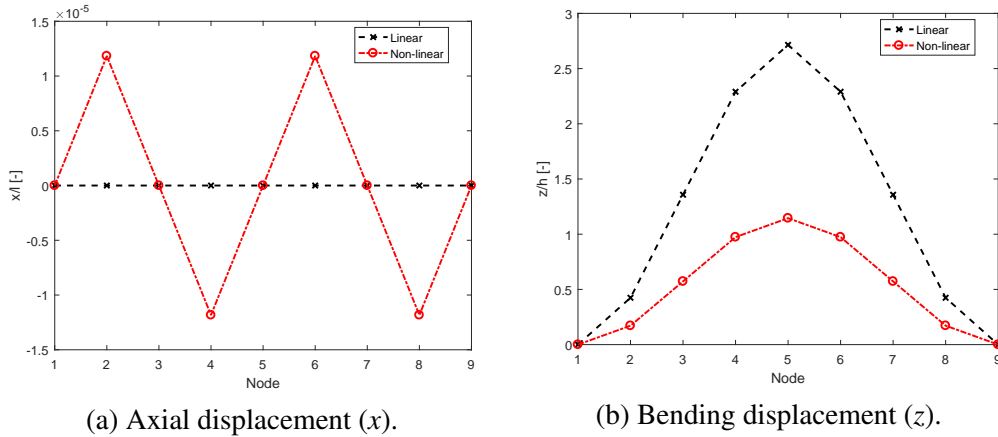 ×10⁻⁵
1.5
1
0.5
0
-0.5
-1
-1.5
x/l [-]
1 2 3 4 5 6 7 8 9
Node
Linear
Non-linear
(a) Axial displacement (x).
3
2.5
2
1.5
1
0.5
0
z/h [-]
1 2 3 4 5 6 7 8 9
Node
Linear
Non-linear
(b) Bending displacement (z).